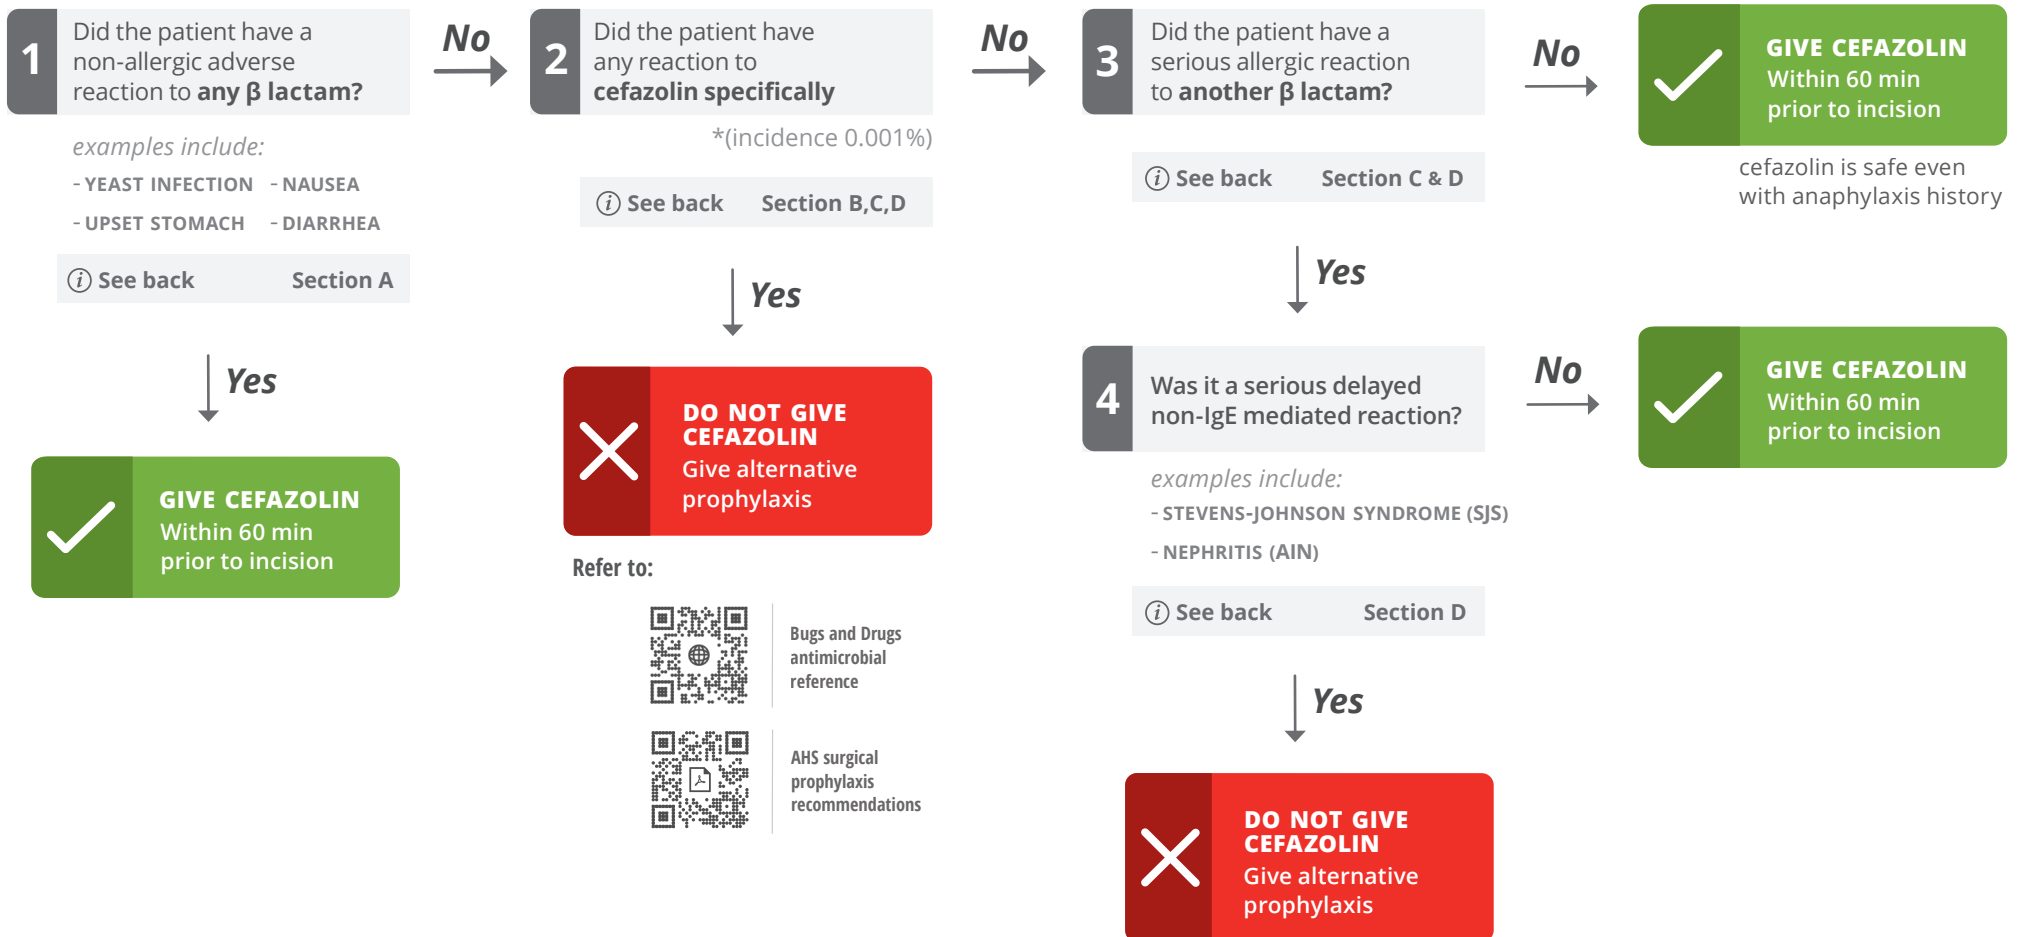 1
Did the patient have a
non-allergic adverse
reaction to any β lactam?
examples include:
- YEAST INFECTION - NAUSEA
- UPSET STOMACH - DIARRHEA
i See back Section A
Yes
GIVE CEFAZOLIN
Within 60 min
prior to incision
No
2
Did the patient have
any reaction to
cefazolin specifically
*(incidence 0.001%)
i See back Section B,C,D
Yes
DO NOT GIVE
CEFAZOLIN
Give alternative
prophylaxis
Refer to:
Bugs and Drugs
antimicrobial
reference
AHS surgical
prophylaxis
recommendations
No
3
Did the patient have a
serious allergic reaction
to another β lactam?
i See back Section C & D
No
GIVE CEFAZOLIN
Within 60 min
prior to incision
cefazolin is safe even
with anaphylaxis history
Yes
4
Was it a serious delayed
non-IgE mediated reaction?
examples include:
- STEVENS-JOHNSON SYNDROME (SJS)
- NEPHRITIS (AIN)
i See back Section D
No
GIVE CEFAZOLIN
Within 60 min
prior to incision
Yes
DO NOT GIVE
CEFAZOLIN
Give alternative
prophylaxis